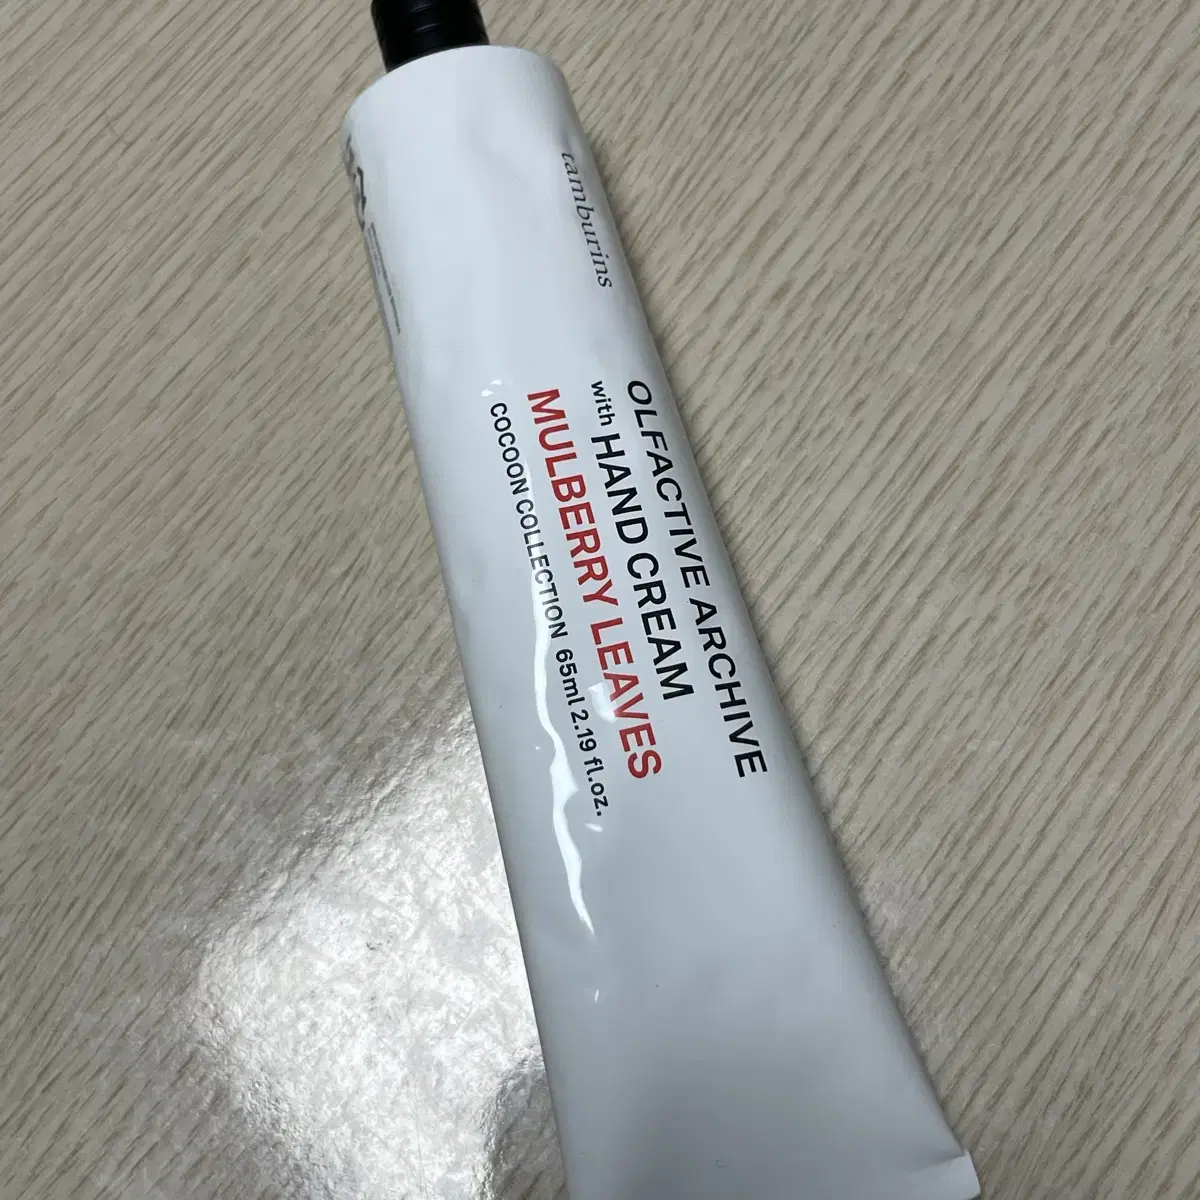 tamburins
OLFACTIVE ARCHIVE
with HAND CREAM
MULBERRY LEAVES
COCOON COLLECTION 65ml 2.19 fl.oz.